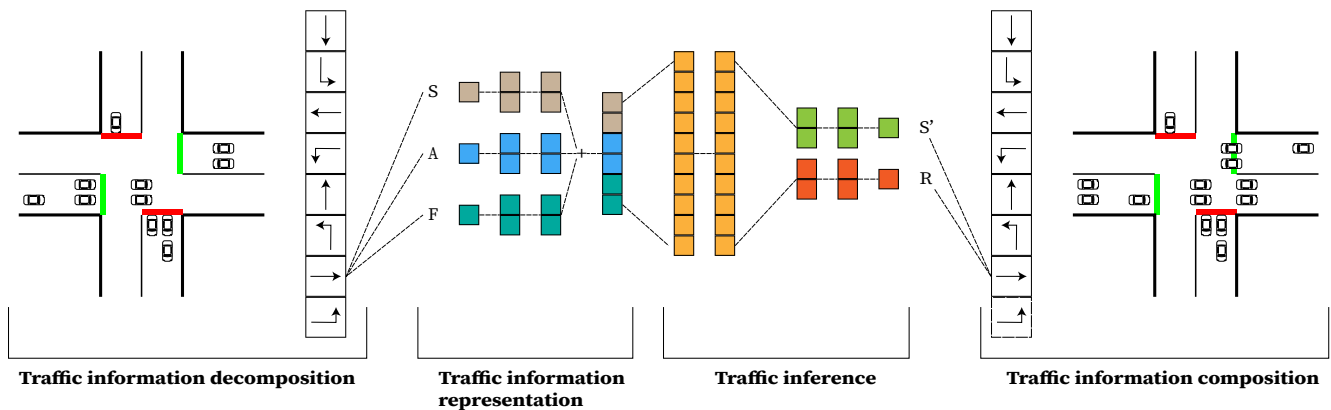 S
A
F
S’
R
Traffic information decomposition
Traffic information
representation
Traffic inference
Traffic information composition